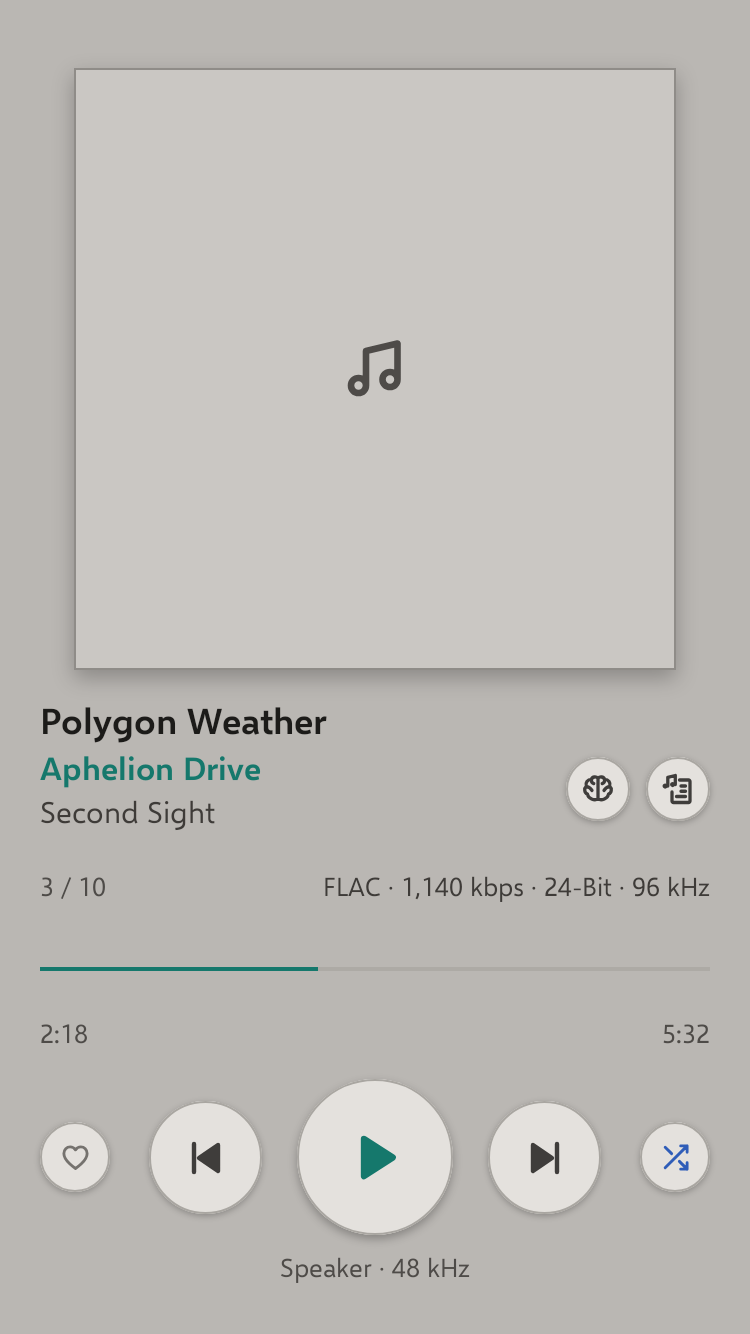 Polygon Weather
Aphelion Drive
Second Sight
3 / 10
FLAC · 1,140 kbps · 24-Bit · 96 kHz
2:18
5:32
Speaker · 48 kHz